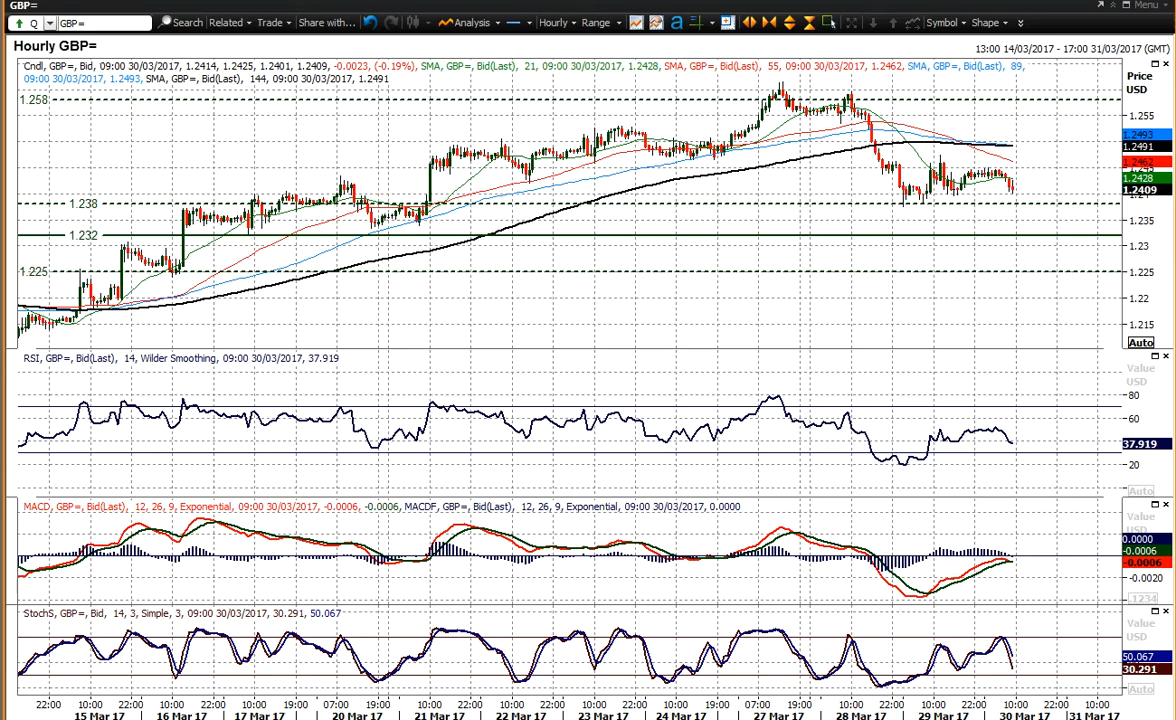 GBP=
Menu
Q GBP= Search Related Trade Share with... Analysis Hourly Range a Symbol Shape
Hourly GBP=
13:00 14/03/2017 - 17:00 31/03/2017 (GMT)
Cndl, GBP=, Bid, 09:00 30/03/2017, 1.2414, 1.2425, 1.2401, 1.2409, -0.0023, (-0.19%), SMA, GBP=, Bid(Last), 21, 09:00 30/03/2017, 1.2428, SMA, GBP=, Bid(Last), 55, 09:00 30/03/2017, 1.2462, SMA, GBP=, Bid(Last), 89,
09:00 30/03/2017, 1.2493, SMA, GBP=, Bid(Last), 144, 09:00 30/03/2017, 1.2491
Price
USD
1.258
1.255
1.2493
1.2491
1.2462
1.2428
1.2409
1.238
1.235
1.232
1.23
1.225
1.225
1.22
1.215
Auto
RSI, GBP=, Bid(Last), 14, Wilder Smoothing, 09:00 30/03/2017, 37.919
Value
USD
80
60
37.919
20
Auto
MACD, GBP=, Bid(Last), 12, 26, 9, Exponential, 09:00 30/03/2017, -0.0006, -0.0006, MACDF, GBP=, Bid(Last), 12, 26, 9, Exponential, 09:00 30/03/2017, 0.0000
Value
USD
0.0000
-0.0006
-0.0006
-0.0020
.1234
StochS, GBP=, Bid, 14, 3, Simple, 3, 09:00 30/03/2017, 30.291, 50.067
Value
USD
50.067
30.291
Auto
22:00 10:00 22:00 10:00 22:00 10:00 19:00 07:00 19:00 10:00 22:00 10:00 22:00 10:00 22:00 10:00 19:00 07:00 19:00 10:00 22:00 10:00 22:00 10:00 22:00 10:00
15 Mar 17 16 Mar 17 17 Mar 17 20 Mar 17 21 Mar 17 22 Mar 17 23 Mar 17 24 Mar 17 27 Mar 17 28 Mar 17 29 Mar 17 30 Mar 17 31 Mar 17